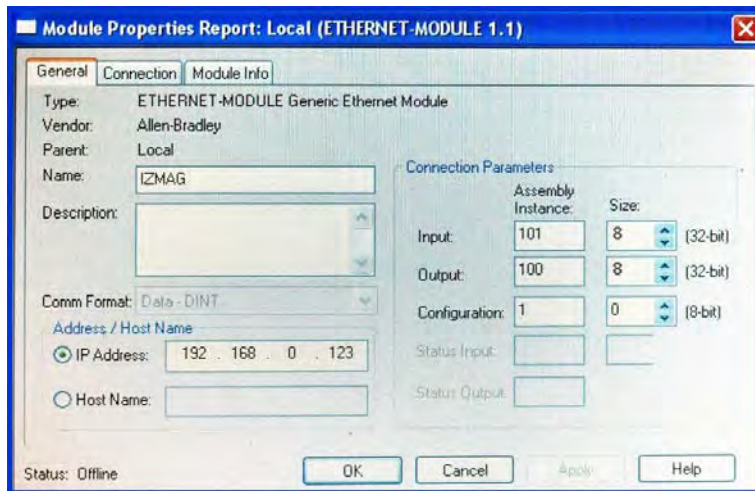 Module Properties Report: Local (ETHERNET-MODULE 1.1)
General Connection Module Info
Type: ETHERNET-MODULE Generic Ethernet Module
Vendor: Allen-Bradley
Parent: Local
Name: IZMAG
Description:
Comm Format: Data - DINT
Address / Host Name
IP Address: 192 . 168 . 0 . 123
Host Name:
Connection Parameters
Assembly Instance: Size:
Input: 101 8 (32-bit)
Output: 100 8 (32-bit)
Configuration: 1 0 (8-bit)
Status Input:
Status Output:
Status: Offline
OK Cancel Apply Help